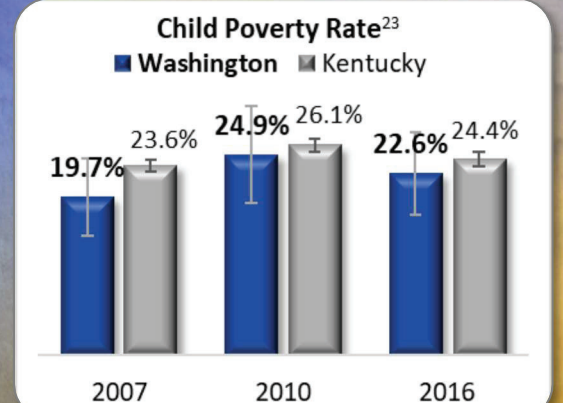 Child Poverty Rate23
Washington Kentucky
19.7% 23.6% 24.9% 26.1% 22.6% 24.4%
2007 2010 2016